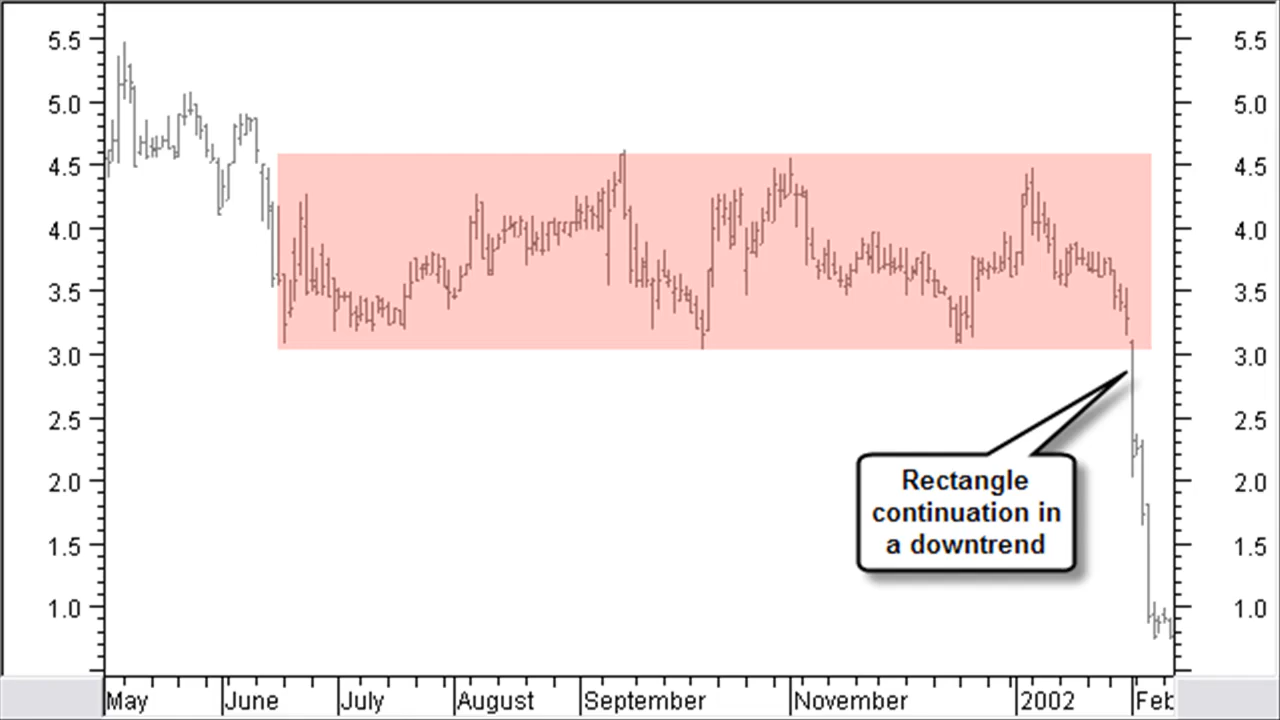 5.5 5.5
5.0 5.0
4.5 4.5
4.0 4.0
3.5 3.5
3.0 3.0
2.5 2.5
2.0 2.0
1.5 1.5
1.0 1.0
Rectangle
continuation in
a downtrend
May June July August September November 2002 Feb